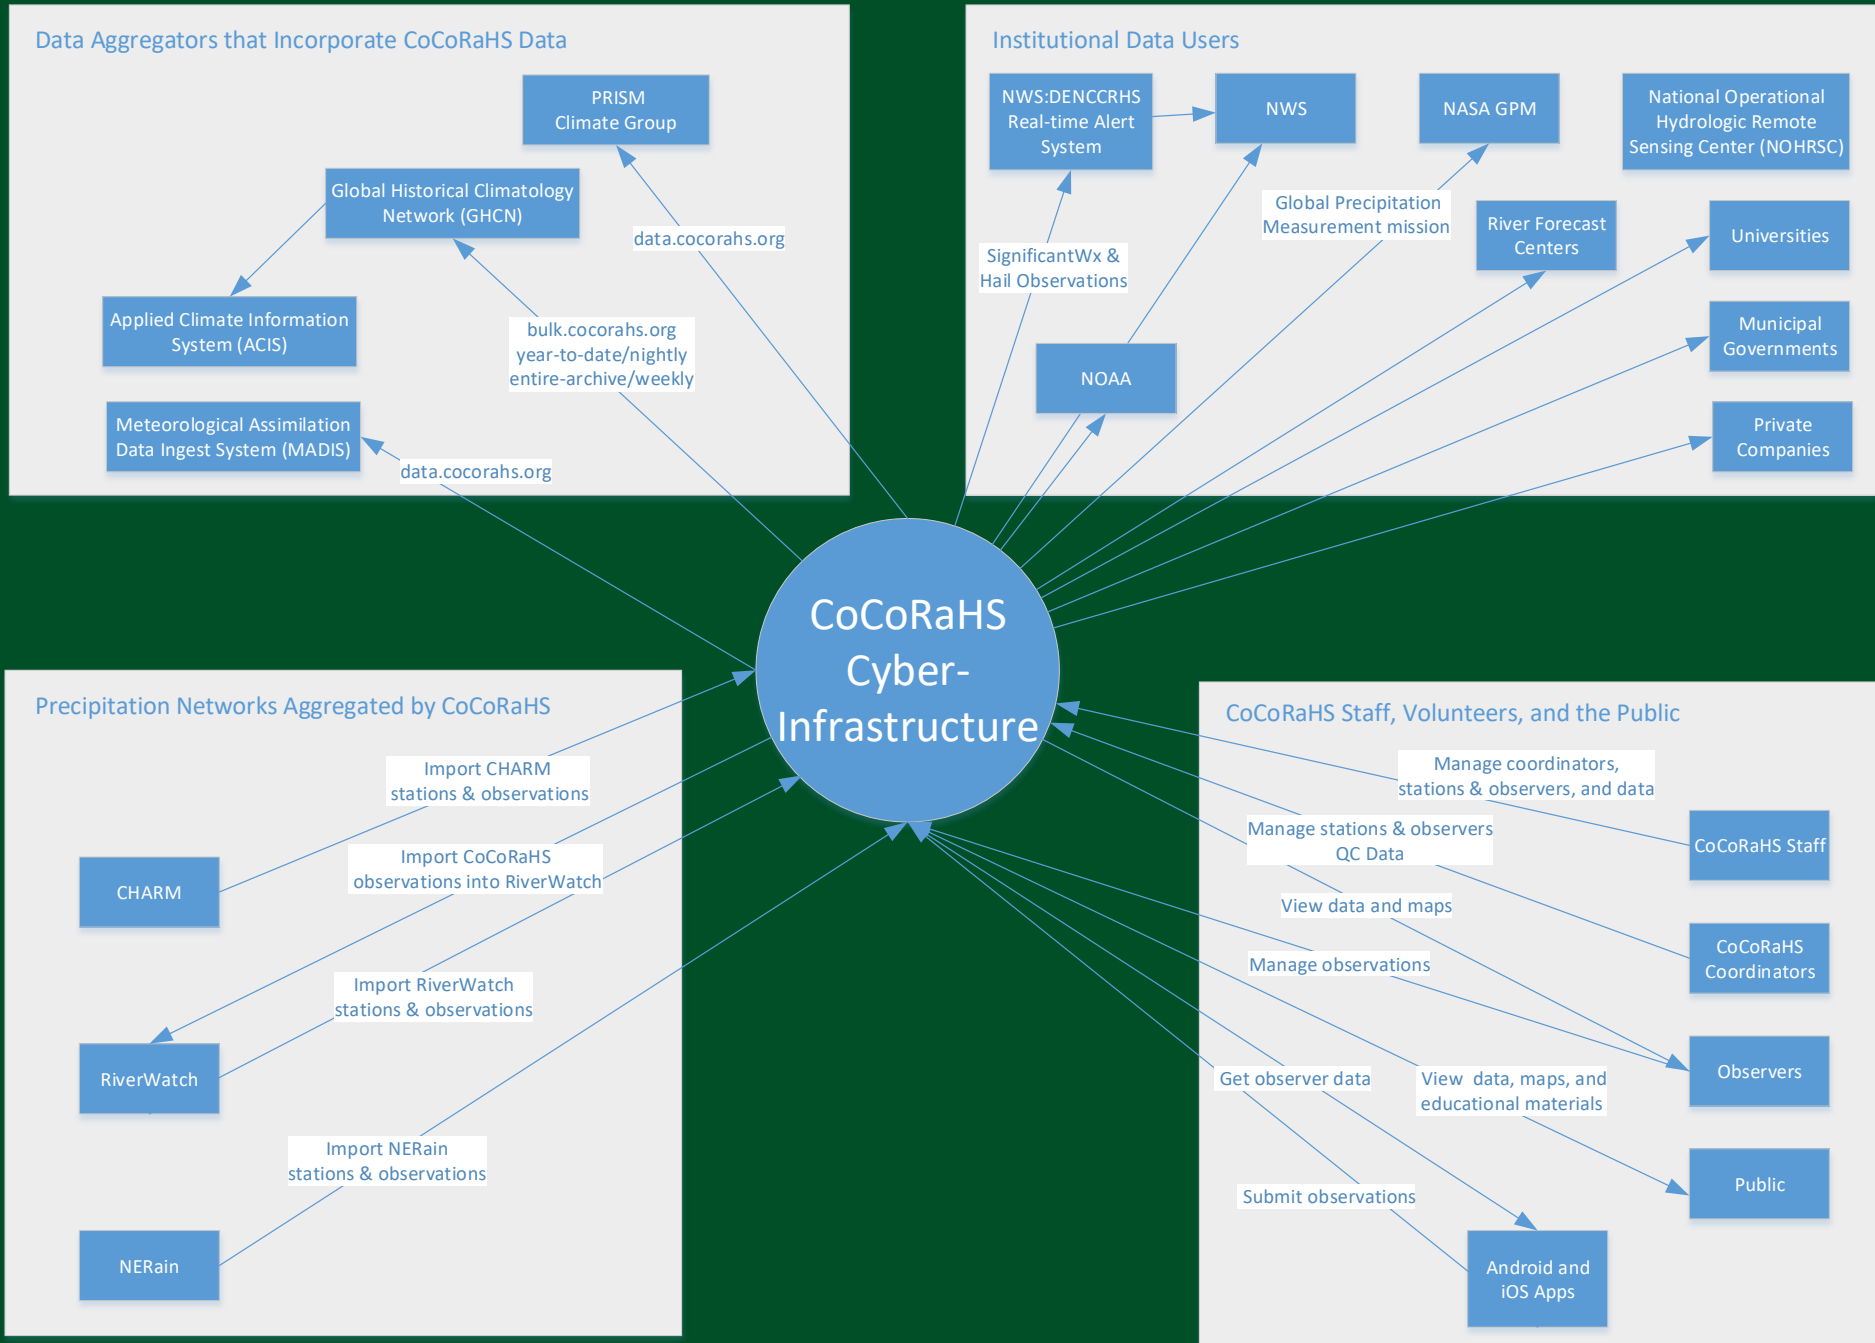 Data Aggregators that Incorporate CoCoRaHS Data
PRISM
Climate Group
Global Historical Climatology
Network (GHCN)
data.cocorahs.org
Applied Climate Information
System (ACIS)
bulk.cocorahs.org
year-to-date/nightly
entire-archive/weekly
Meteorological Assimilation
Data Ingest System (MADIS)
data.cocorahs.org
Institutional Data Users
NWS:DENCCRHS
Real-time Alert
System
NWS
NASA GPM
National Operational
Hydrologic Remote
Sensing Center (NOHRSC)
Global Precipitation
Measurement mission
River Forecast
Centers
Universities
SignificantWx &
Hail Observations
Municipal
Governments
NOAA
Private
Companies
CoCoRaHS
Cyber-
Infrastructure
Precipitation Networks Aggregated by CoCoRaHS
Import CHARM
stations & observations
CHARM
Import CoCoRaHS
observations into RiverWatch
Import RiverWatch
stations & observations
RiverWatch
Import NERain
stations & observations
NERain
CoCoRaHS Staff, Volunteers, and the Public
Manage coordinators,
stations & observers, and data
Manage stations & observers
QC Data
CoCoRaHS Staff
View data and maps
CoCoRaHS
Coordinators
Manage observations
Observers
Get observer data
View  data, maps, and
educational materials
Public
Submit observations
Android and
iOS Apps